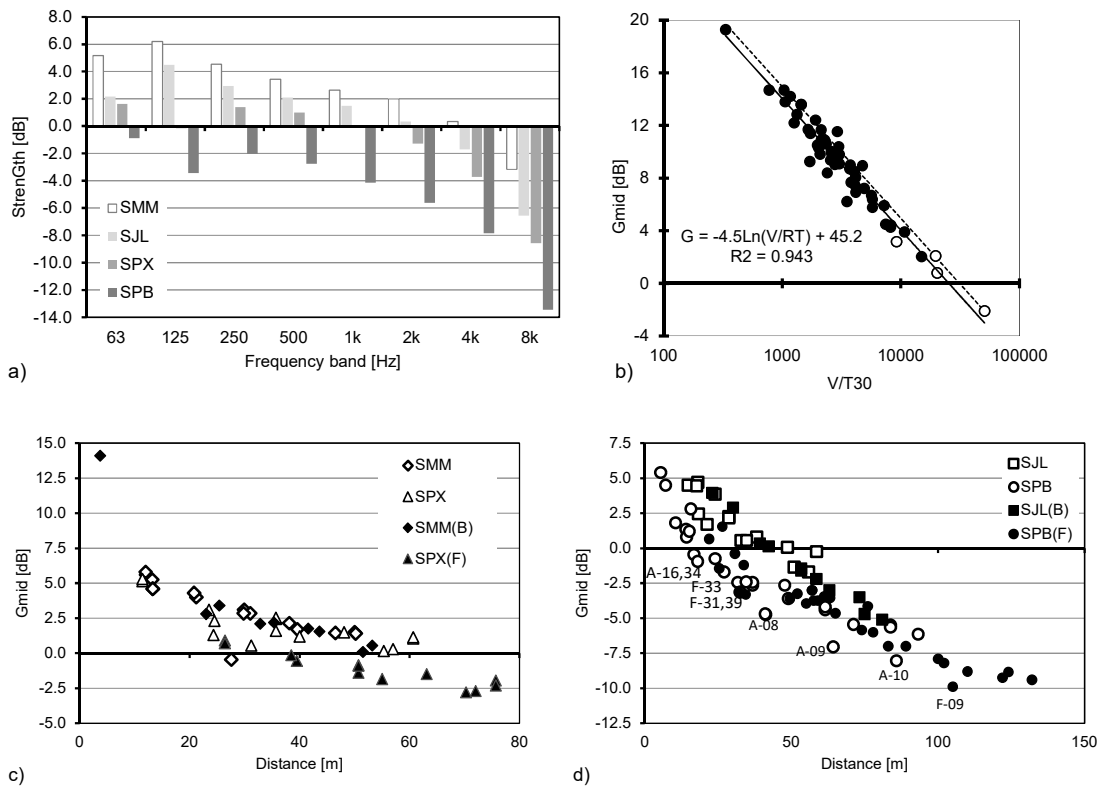 8.0
6.0
4.0
2.0
0.0
-2.0
-4.0
-6.0
-8.0
-10.0
-12.0
-14.0
StrenGth [dB]
SMM
SJL
SPX
SPB
63 125 250 500 1k 2k 4k 8k
Frequency band [Hz]
a)
20
16
12
8
4
0
-4
Gmid [dB]
G = -4.5Ln(V/RT) + 45.2
R2 = 0.943
100 1000 10000 100000
V/T30
b)
15.0
12.5
10.0
7.5
5.0
2.5
0.0
-2.5
-5.0
Gmid [dB]
SMM
SPX
SMM(B)
SPX(F)
0 20 40 60 80
Distance [m]
c)
7.5
5.0
2.5
0.0
-2.5
-5.0
-7.5
-10.0
-12.5
Gmid [dB]
SJL
SPB
SJL(B)
SPB(F)
A-16,34
F-33
F-31,39
A-08
A-09
A-10
F-09
0 50 100 150
Distance [m]
d)